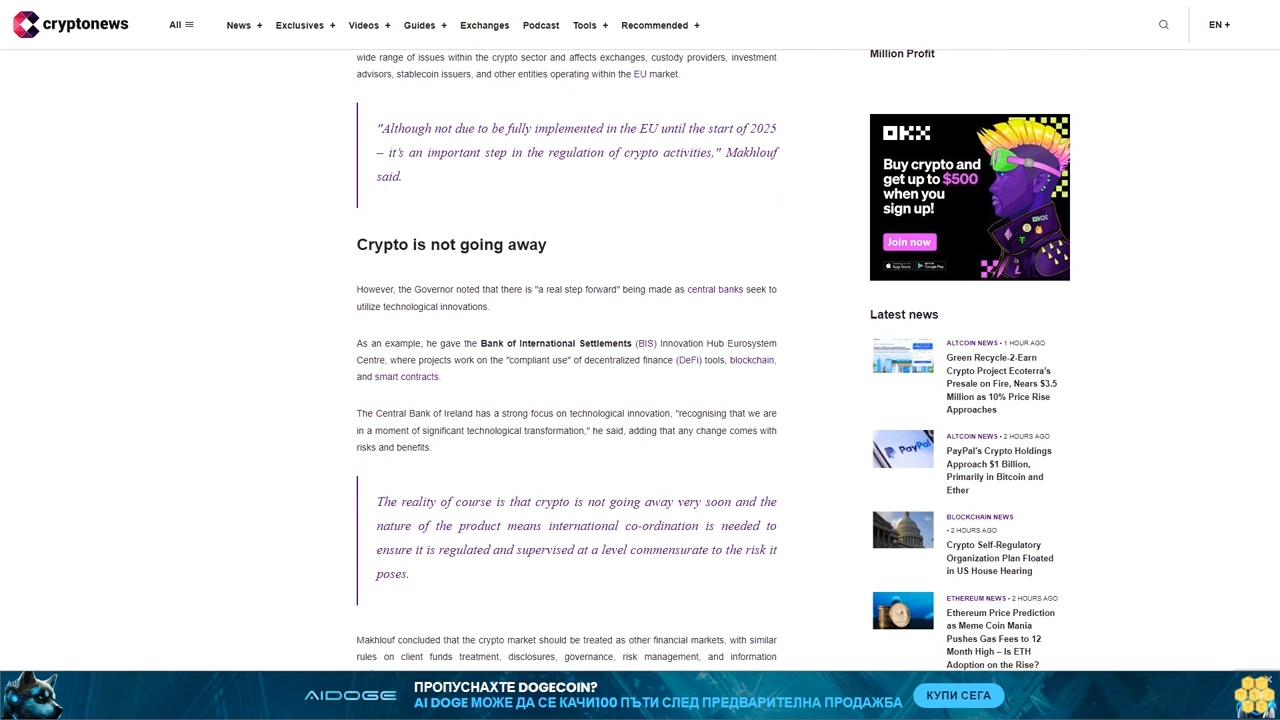 cryptonews
All
News +
Exclusives +
Videos +
Guides +
Exchanges
Podcast
Tools +
Recommended +
EN +
wide range of issues within the crypto sector and affects exchanges, custody providers, investment
advisors, stablecoin issuers, and other entities operating within the EU market.
"Although not due to be fully implemented in the EU until the start of 2025
– it's an important step in the regulation of crypto activities," Makhlouf
said.
Crypto is not going away
However, the Governor noted that there is "a real step forward" being made as central banks seek to
utilize technological innovations.
As an example, he gave the Bank of International Settlements (BIS) Innovation Hub Eurosystem
Centre, where projects work on the "compliant use" of decentralized finance (DeFi) tools, blockchain,
and smart contracts.
The Central Bank of Ireland has a strong focus on technological innovation, "recognising that we are
in a moment of significant technological transformation," he said, adding that any change comes with
risks and benefits.
The reality of course is that crypto is not going away very soon and the
nature of the product means international co-ordination is needed to
ensure it is regulated and supervised at a level commensurate to the risk it
poses.
Makhlouf concluded that the crypto market should be treated as other financial markets, with similar
rules on client funds treatment, disclosures, governance, risk management, and information
Million Profit
OKX
Buy crypto and
get up to $500
when you
sign up!
Join now
App Store
Google Play
OKX
Latest news
ALTCOIN NEWS • 1 HOUR AGO
Green Recycle-2-Earn
Crypto Project Ecoterra's
Presale on Fire, Nears $3.5
Million as 10% Price Rise
Approaches
PayPal
ALTCOIN NEWS • 2 HOURS AGO
PayPal's Crypto Holdings
Approach $1 Billion,
Primarily in Bitcoin and
Ether
BLOCKCHAIN NEWS
• 2 HOURS AGO
Crypto Self-Regulatory
Organization Plan Floated
in US House Hearing
ETHEREUM NEWS • 2 HOURS AGO
Ethereum Price Prediction
as Meme Coin Mania
Pushes Gas Fees to 12
Month High – Is ETH
Adoption on the Rise?
Ad
AIDOGE
ПРОПУСНАХТЕ DOGECOIN?
AI DOGE МОЖЕ ДА СЕ КАЧИ100 ПЪТИ СЛЕД ПРЕДВАРИТЕЛНА ПРОДАЖБА
КУПИ СЕГА